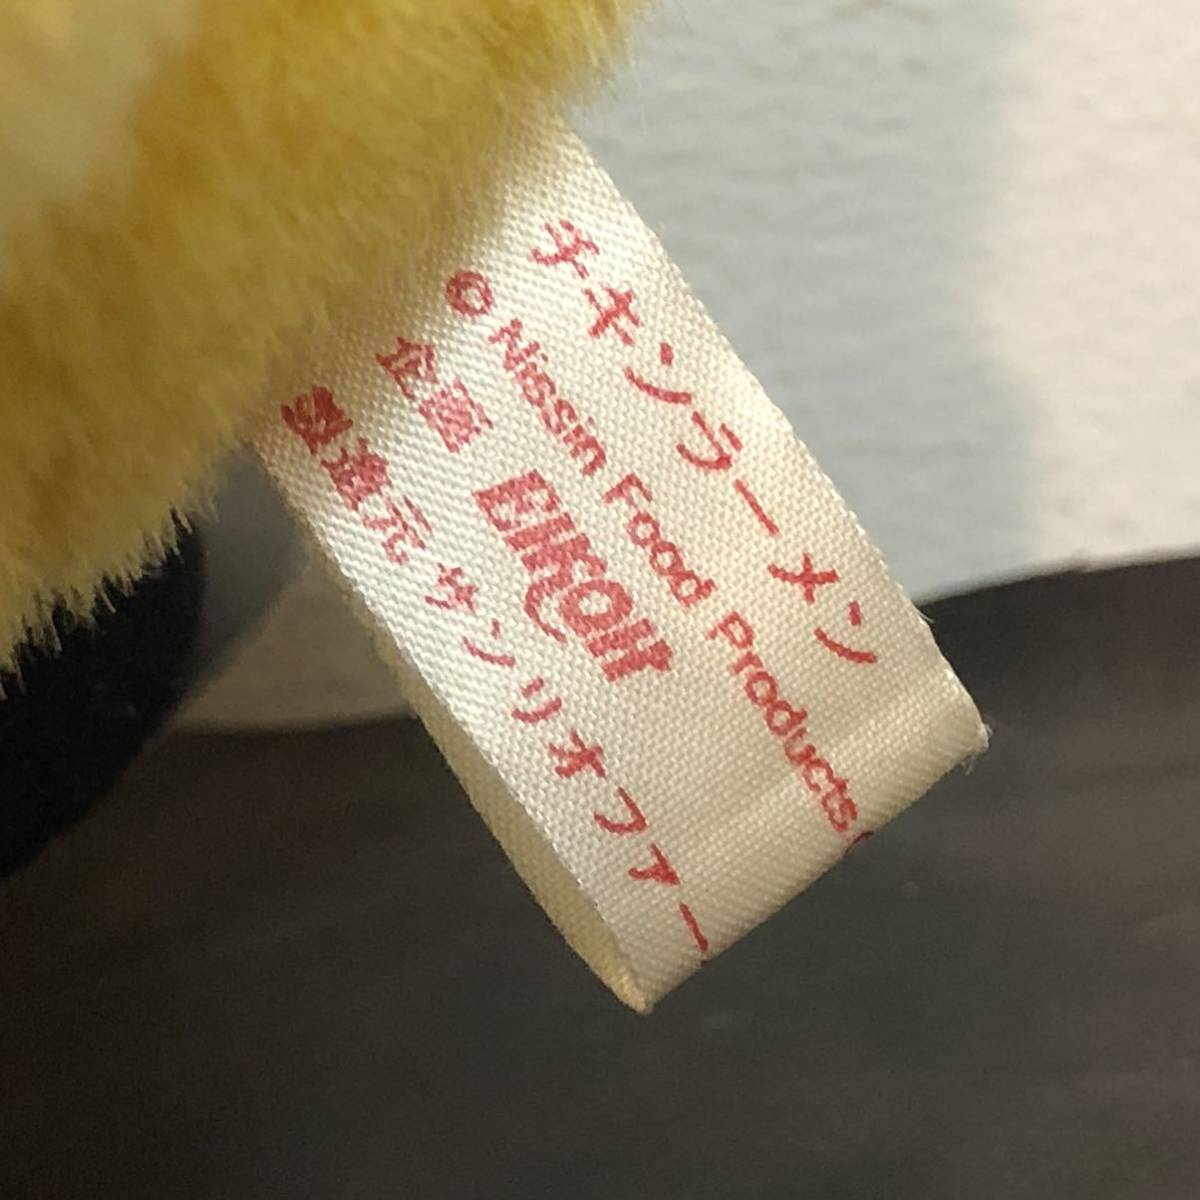 チキンラーメン
© Nissin Food Products.
企画 EIKOH
製造元 サンリオファー